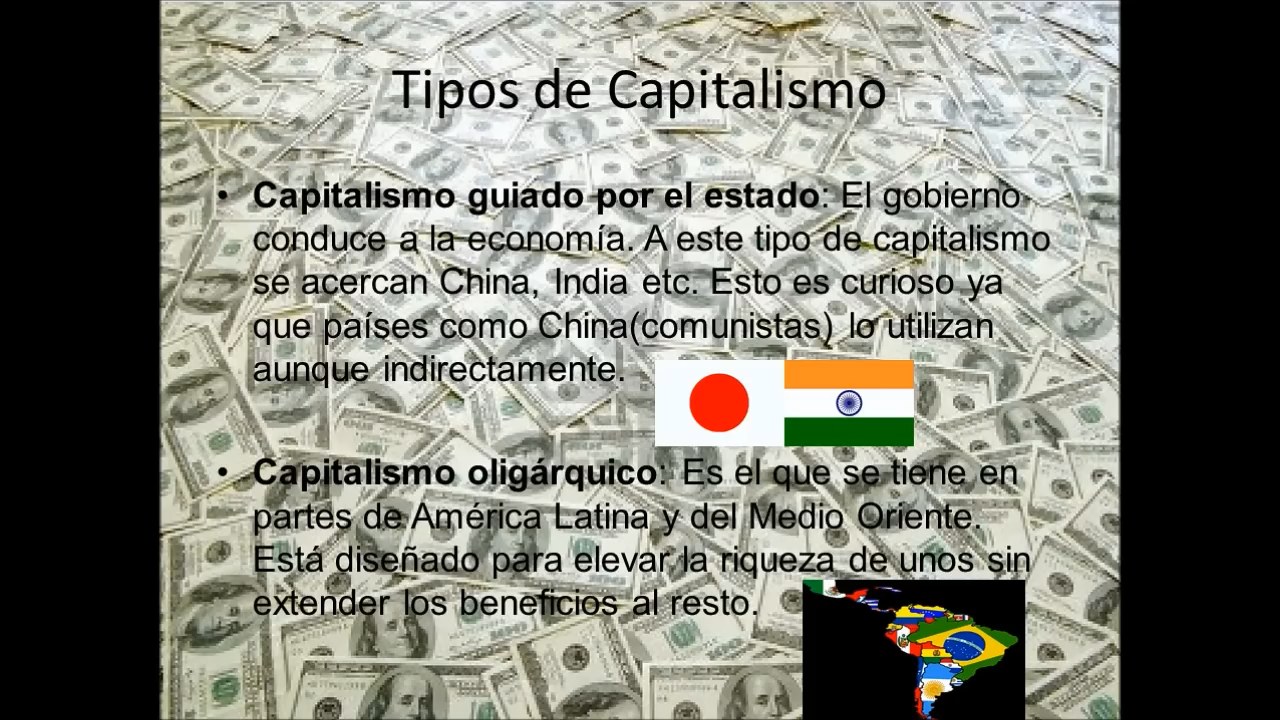 Tipos de Capitalismo
• Capitalismo guiado por el estado: El gobierno
conduce a la economía. A este tipo de capitalismo
se acercan China, India etc. Esto es curioso ya
que países como China(comunistas) lo utilizan
aunque indirectamente.
• Capitalismo oligárquico: Es el que se tiene en
partes de América Latina y del Medio Oriente.
Está diseñado para elevar la riqueza de unos sin
extender los beneficios al resto.